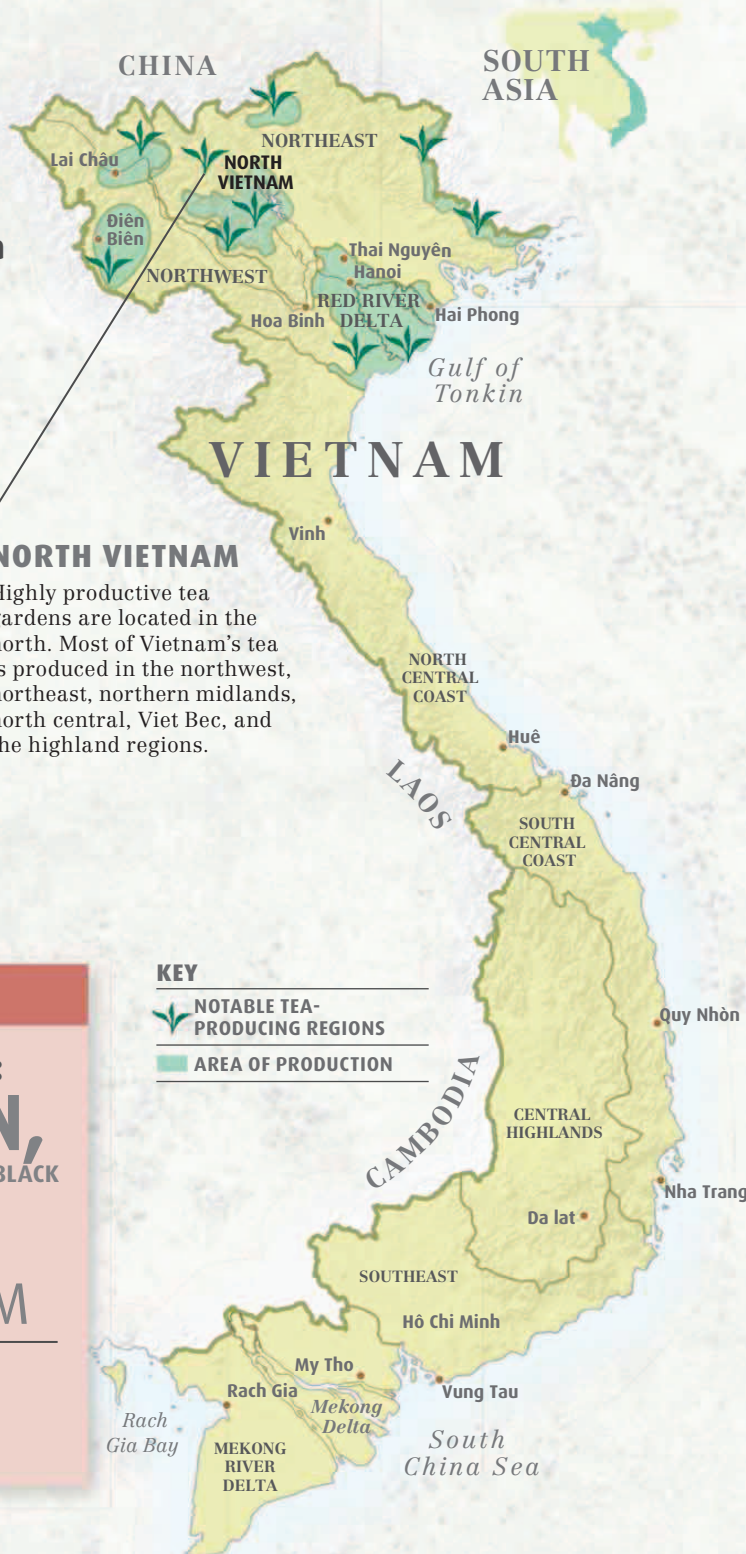 CHINA
SOUTH
ASIA
NORTHEAST
Lai Châu
NORTH
VIETNAM
Điên
Biên
NORTHWEST
Thai Nguyên
Hanoi
RED RIVER
DELTA
Hoa Binh
Hai Phong
Gulf of
Tonkin
VIETNAM
Vinh
NORTH VIETNAM
Highly productive tea
gardens are located in the
north. Most of Vietnam's tea
is produced in the northwest,
northeast, northern midlands,
north central, Viet Bec, and
the highland regions.
NORTH
CENTRAL
COAST
Huê
LAOS
Đa Nâng
SOUTH
CENTRAL
COAST
KEY
NOTABLE TEA-
PRODUCING REGIONS
AREA OF PRODUCTION
Quy Nhòn
CAMBODIA
CENTRAL
HIGHLANDS
N,
BLACK
Nha Trang
Da lat
M
SOUTHEAST
Hô Chi Minh
My Tho
Vung Tau
Rach Gia
Mekong
Delta
Rach
Gia Bay
MEKONG
RIVER
DELTA
South
China Sea